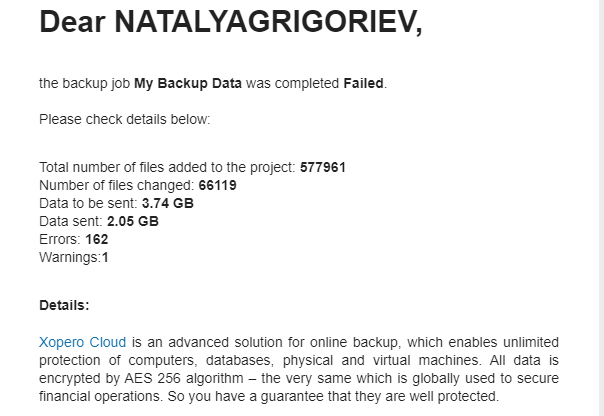 Dear NATALYAGRIGORIEV,
the backup job My Backup Data was completed Failed.
Please check details below:
Total number of files added to the project: 577961
Number of files changed: 66119
Data to be sent: 3.74 GB
Data sent: 2.05 GB
Errors: 162
Warnings:1
Details:
Xopero Cloud is an advanced solution for online backup, which enables unlimited
protection of computers, databases, physical and virtual machines. All data is
encrypted by AES 256 algorithm – the very same which is globally used to secure
financial operations. So you have a guarantee that they are well protected.